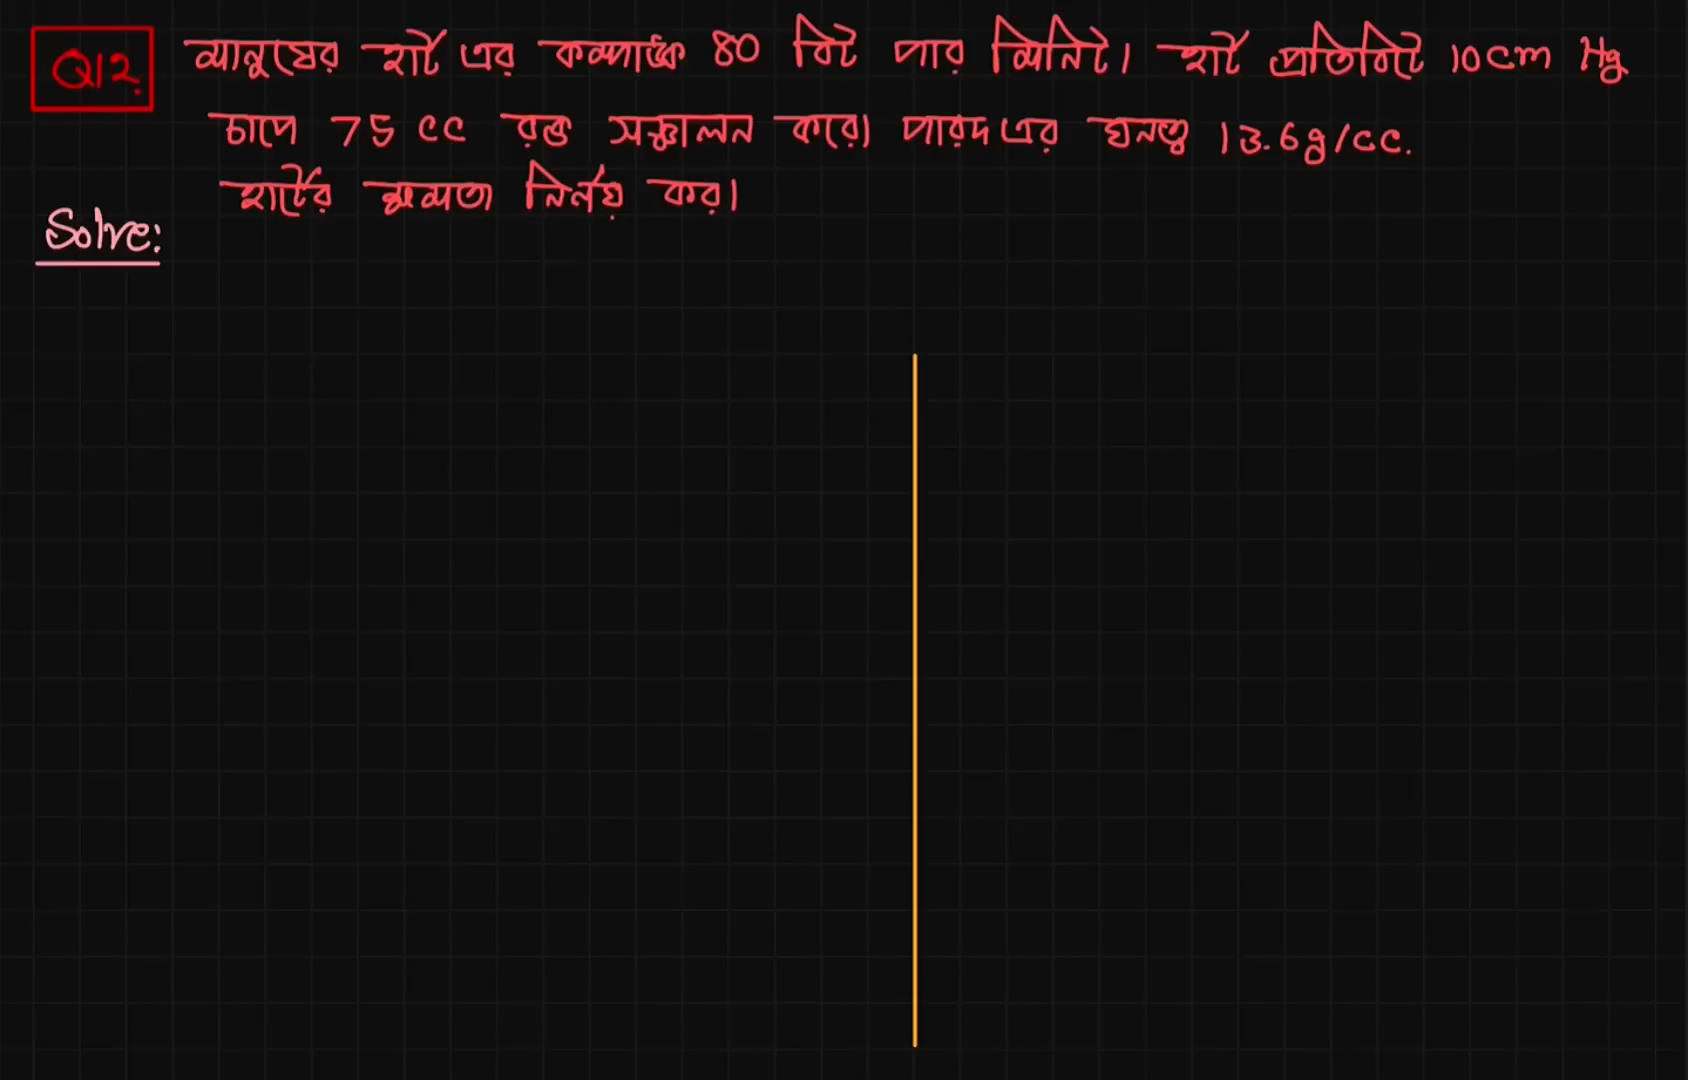 Q12. মানুষের হার্ট এর কম্পাঙ্ক 80 বিট পার মিনিট। হার্ট প্রতিবিট 10cm Hg
চাপে 75 cc রক্ত সঞ্চালন করে। পারদ এর ঘনত্ব 13.6g/cc.
হার্টের ক্ষমতা নির্নয় কর।
Solve: